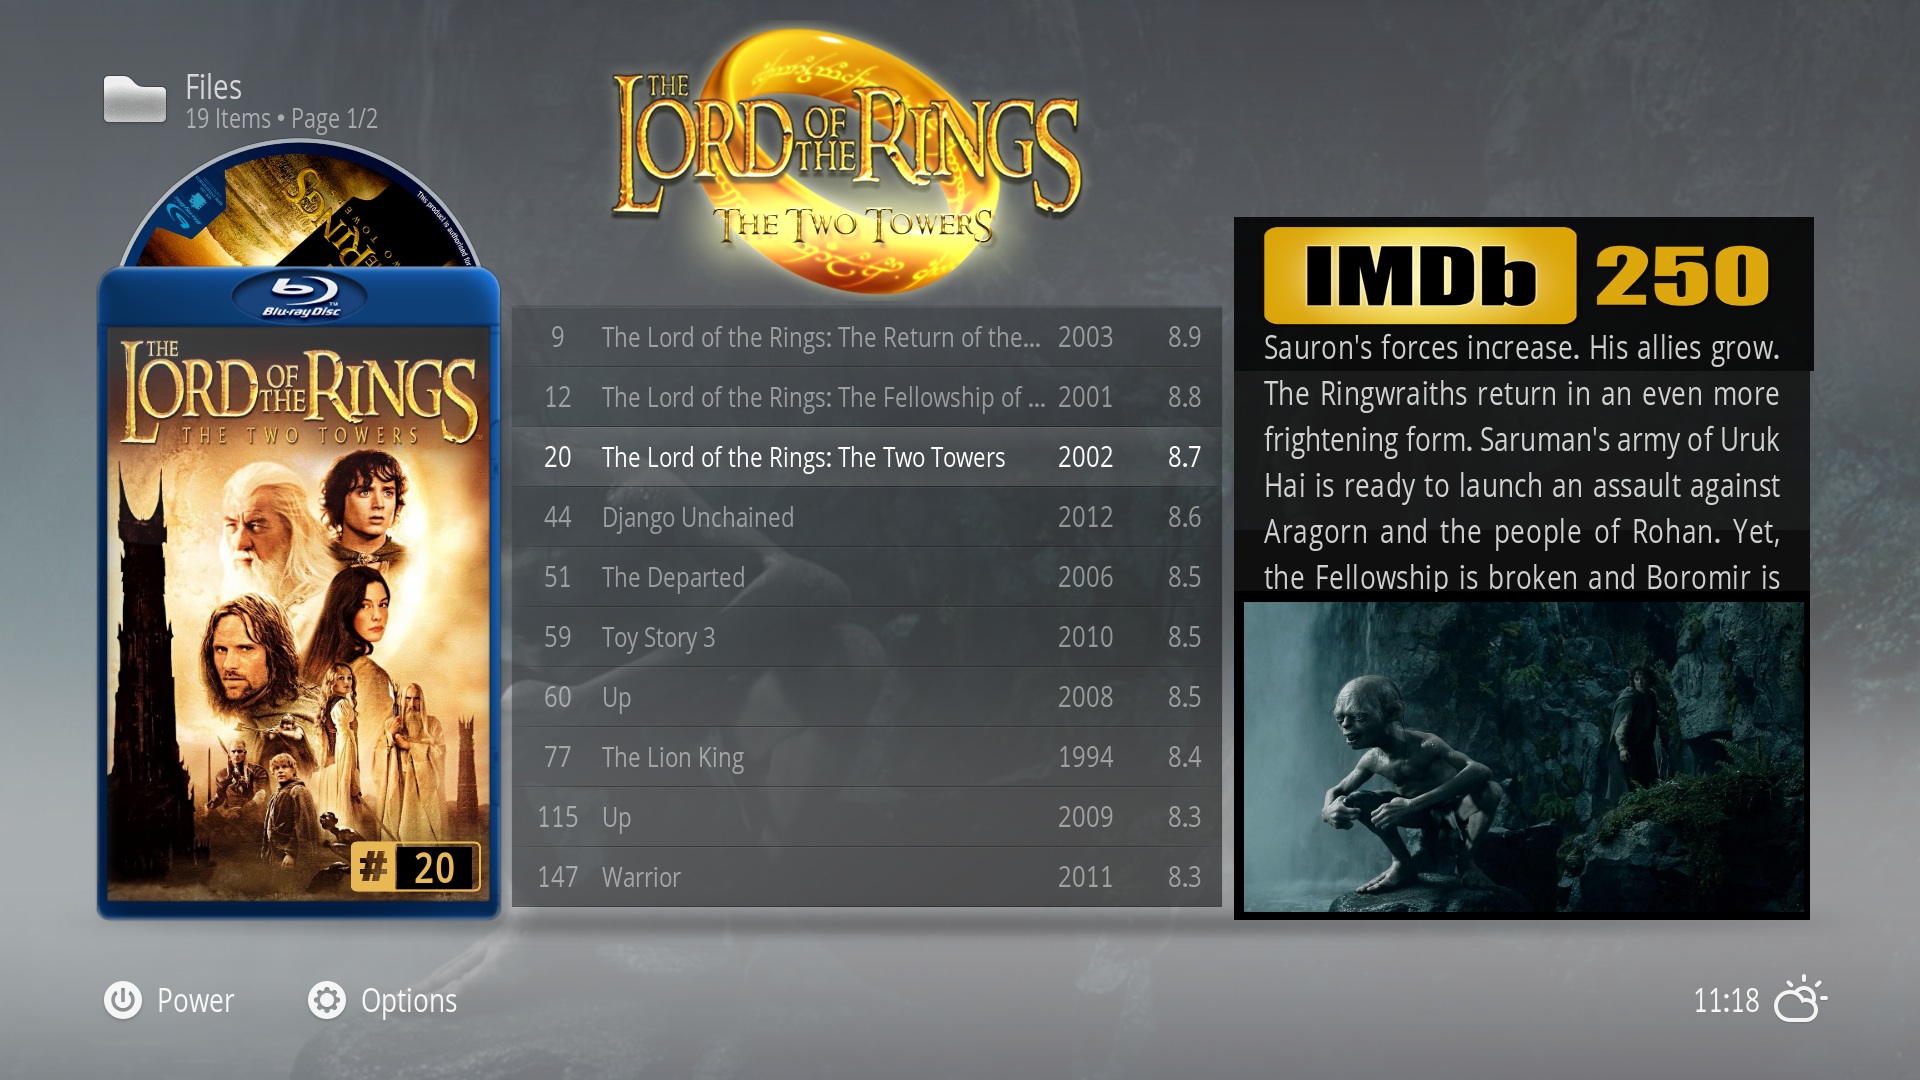 Files
19 Items • Page 1/2
THE
LORD OF THE RINGS
THE TWO TOWERS
This product is authorised for
Blu-ray Disc
THE
LORD OF THE RINGS
THE TWO TOWERS
# 20
9 The Lord of the Rings: The Return of the... 2003 8.9
12 The Lord of the Rings: The Fellowship of ... 2001 8.8
20 The Lord of the Rings: The Two Towers 2002 8.7
44 Django Unchained 2012 8.6
51 The Departed 2006 8.5
59 Toy Story 3 2010 8.5
60 Up 2008 8.5
77 The Lion King 1994 8.4
115 Up 2009 8.3
147 Warrior 2011 8.3
IMDb 250
Sauron's forces increase. His allies grow.
The Ringwraiths return in an even more
frightening form. Saruman's army of Uruk
Hai is ready to launch an assault against
Aragorn and the people of Rohan. Yet,
the Fellowship is broken and Boromir is
Power
Options
11:18